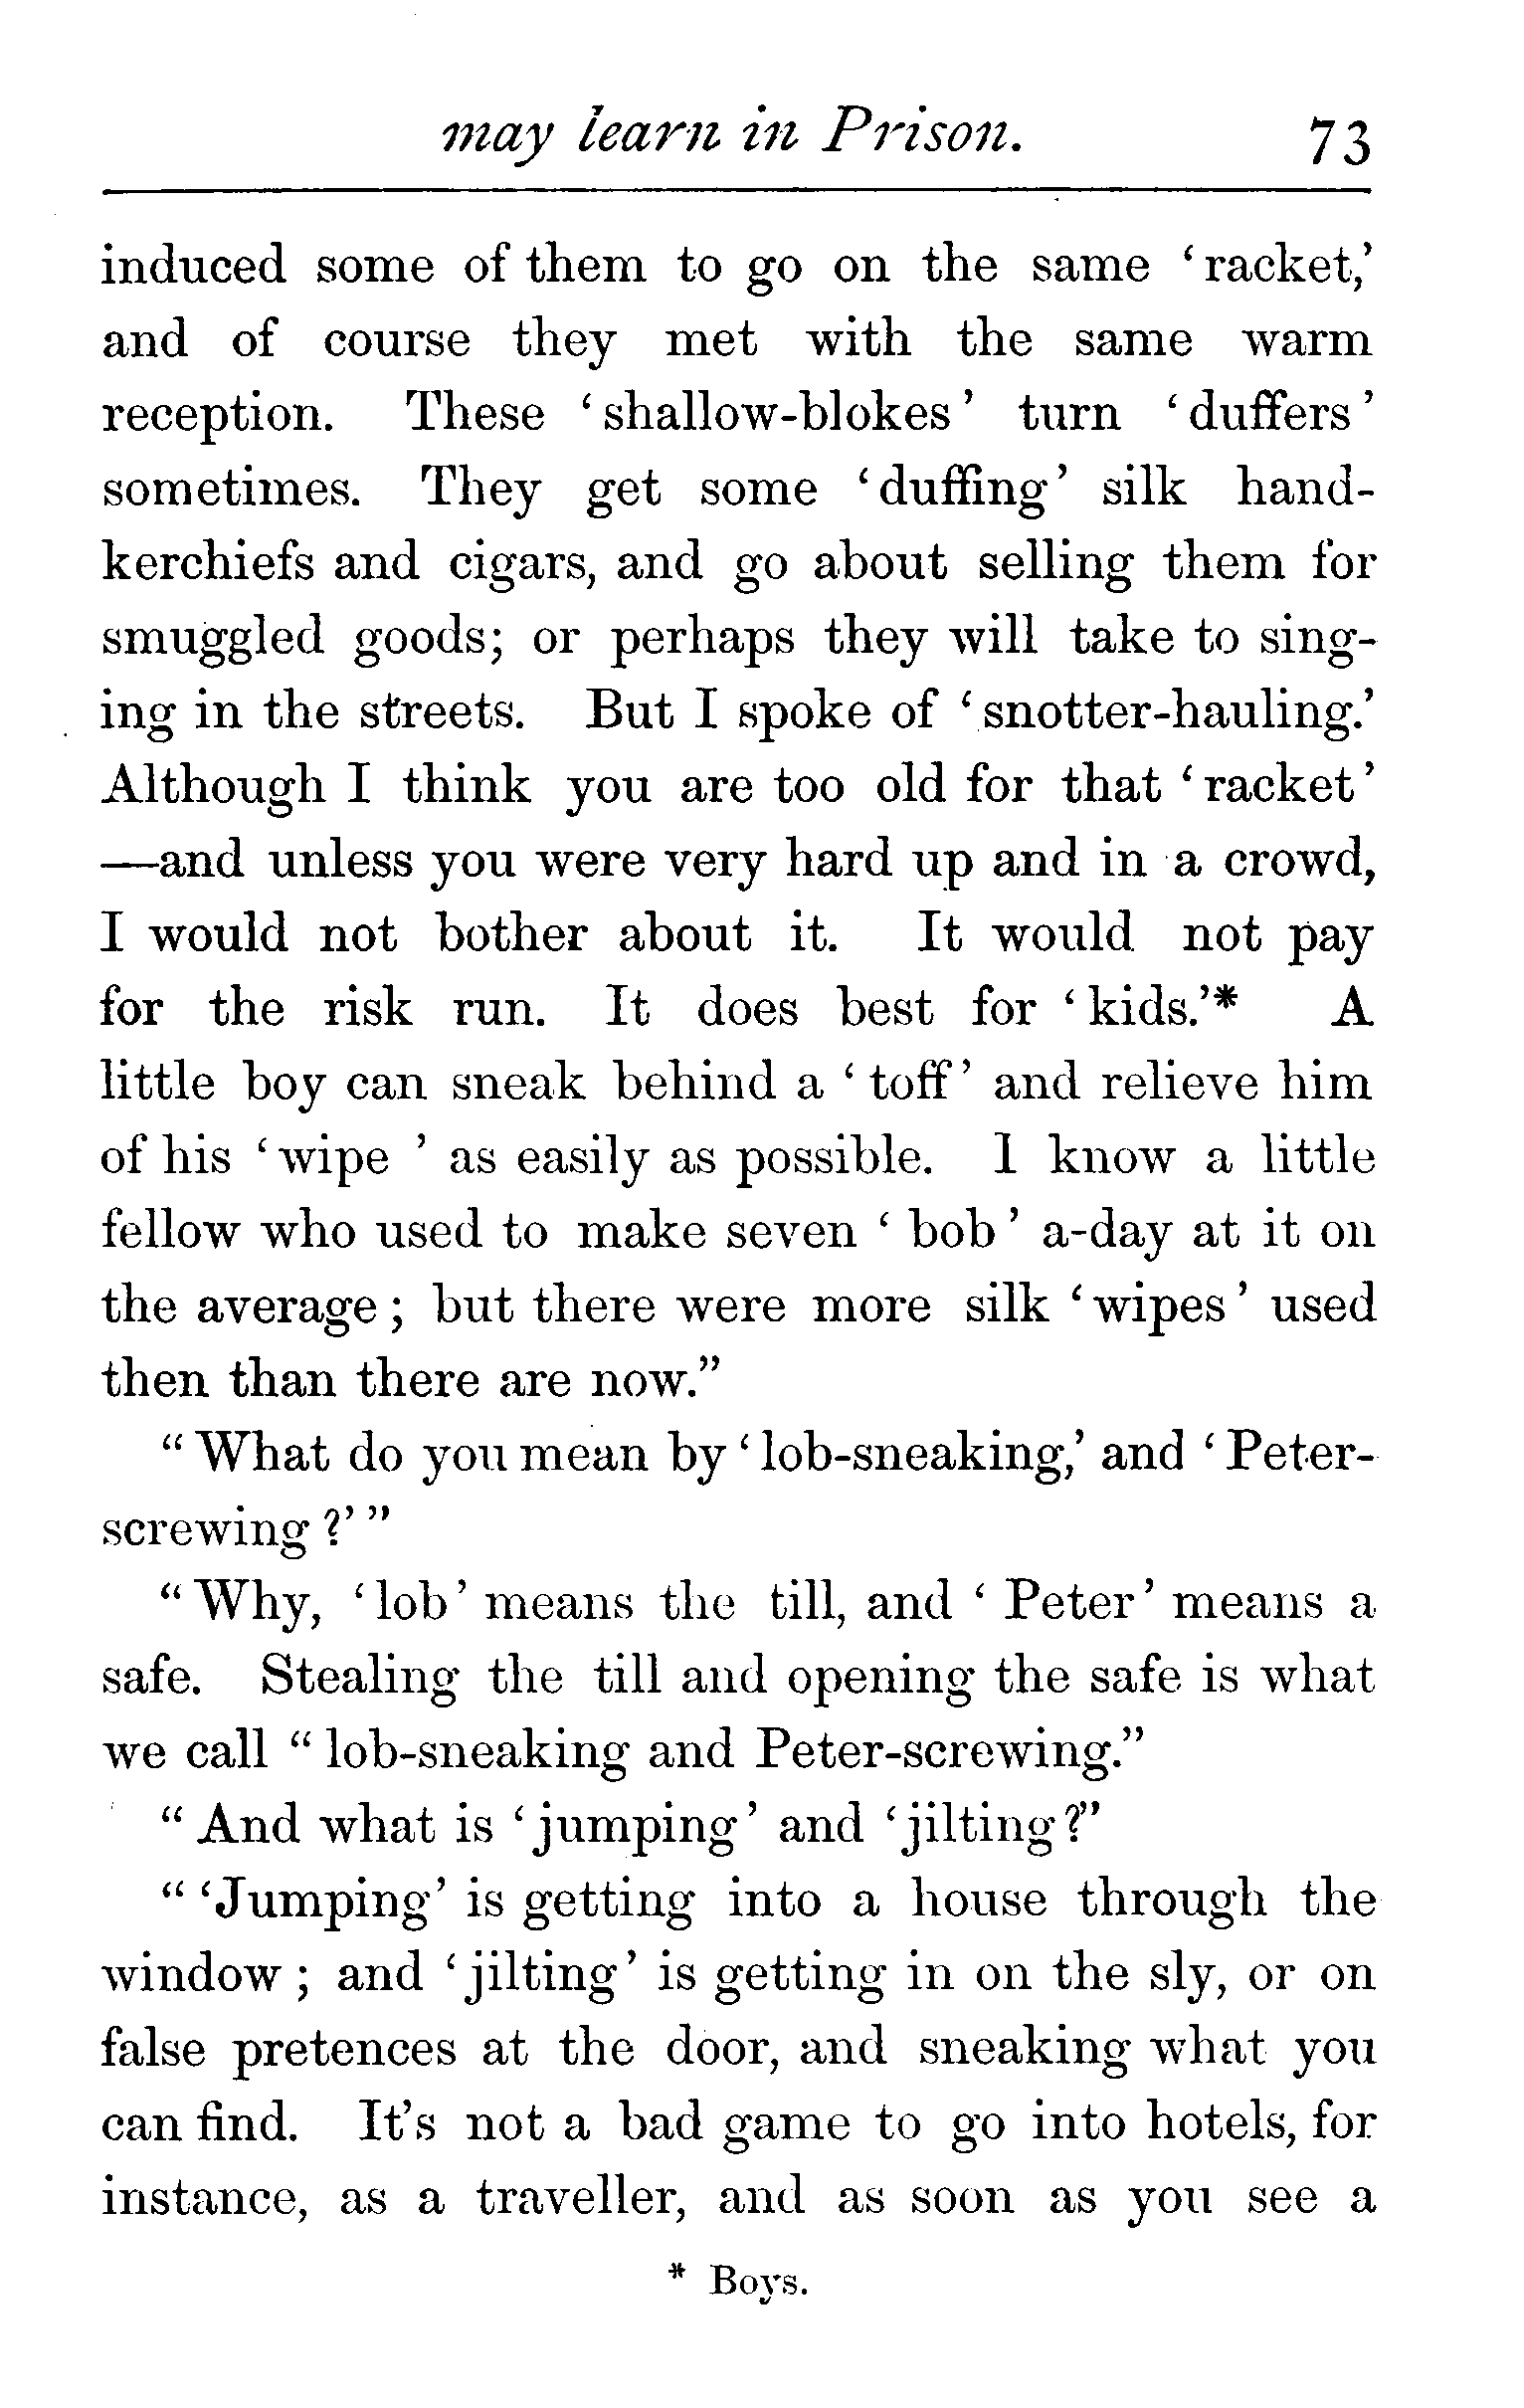 may learn in Prison. 73
induced some of them to go on the same ‘racket,’
and of course they met with the same warm
reception. These ‘shallow-blokes’ turn ‘duffers’
sometimes. They get some ‘duffing’ silk hand-
kerchiefs and cigars, and go about selling them for
smuggled goods; or perhaps they will take to sing-
ing in the streets. But I spoke of ‘snotter-hauling.’
Although I think you are too old for that ‘racket’
—and unless you were very hard up and in a crowd,
I would not bother about it. It would not pay
for the risk run. It does best for ‘kids.’* A
little boy can sneak behind a ‘toff’ and relieve him
of his ‘wipe’ as easily as possible. I know a little
fellow who used to make seven ‘bob’ a-day at it on
the average; but there were more silk ‘wipes’ used
then than there are now.”
“What do you mean by ‘lob-sneaking,’ and ‘Peter-
screwing?’”
“Why, ‘lob’ means the till, and ‘Peter’ means a
safe. Stealing the till and opening the safe is what
we call “lob-sneaking and Peter-screwing.”
“And what is ‘jumping’ and ‘jilting?”
“‘Jumping’ is getting into a house through the
window; and ‘jilting’ is getting in on the sly, or on
false pretences at the door, and sneaking what you
can find. It’s not a bad game to go into hotels, for
instance, as a traveller, and as soon as you see a
* Boys.